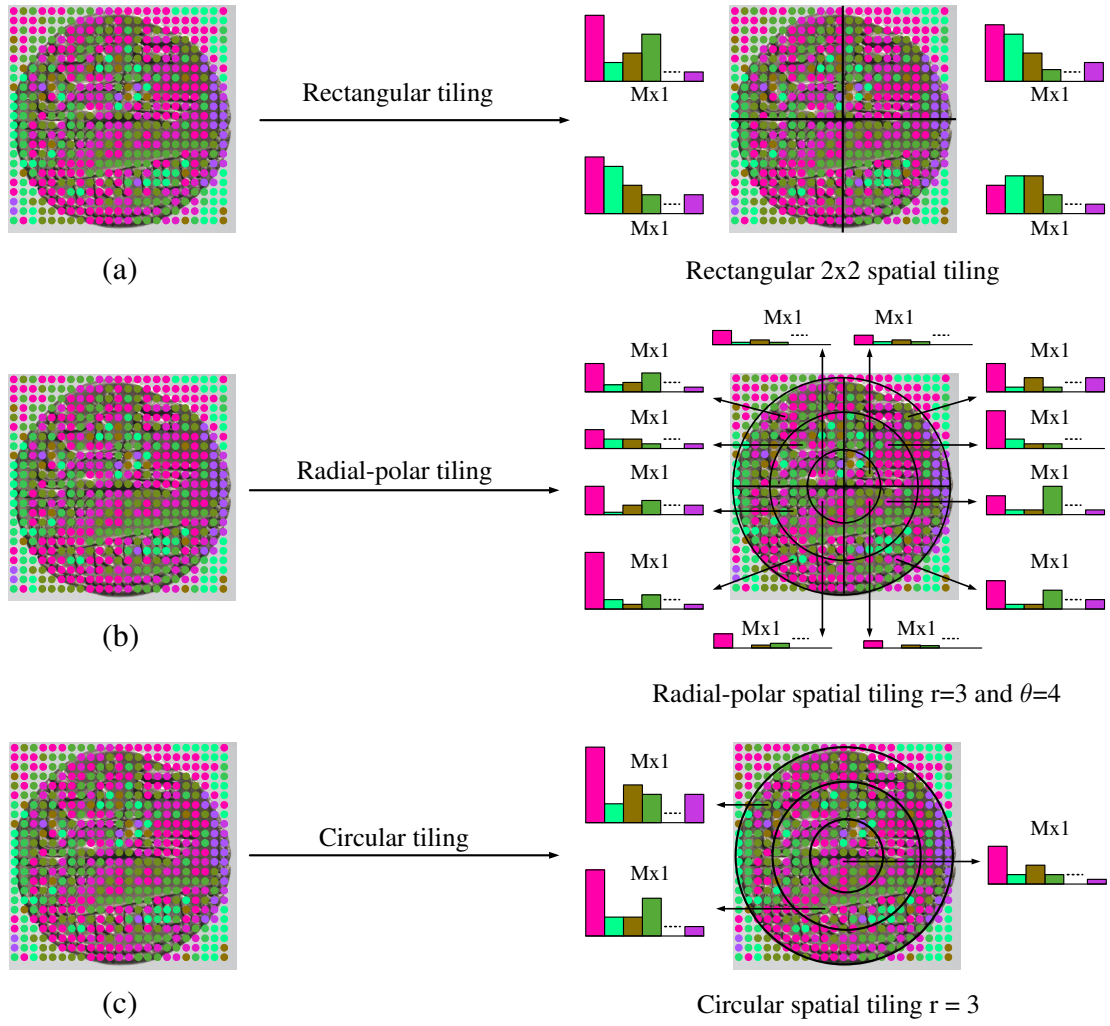 Rectangular tiling
Mx1
Mx1
Mx1
Mx1
(a)
Rectangular 2x2 spatial tiling
Mx1
Mx1
Mx1
Mx1
Mx1
Mx1
Radial-polar tiling
Mx1
Mx1
Mx1
Mx1
(b)
Mx1
Mx1
Radial-polar spatial tiling r=3 and θ=4
Mx1
Circular tiling
Mx1
Mx1
(c)
Circular spatial tiling r = 3